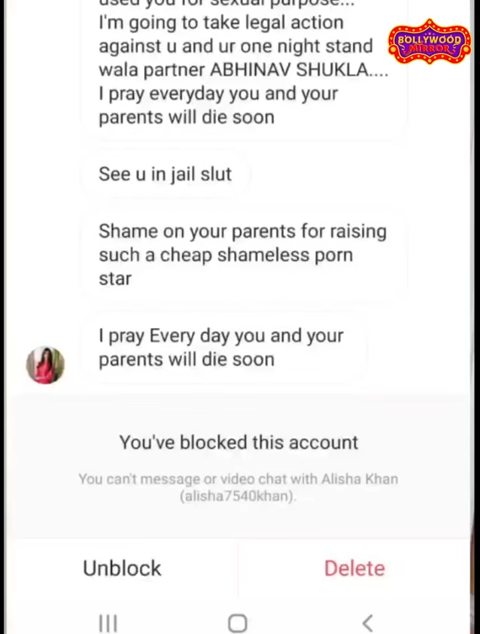 used you for sexual purpose...
I'm going to take legal action
against u and ur one night stand
wala partner ABHINAV SHUKLA....
I pray everyday you and your
parents will die soon
BOLLYWOOD
MIRROR
See u in jail slut
Shame on your parents for raising
such a cheap shameless porn
star
I pray Every day you and your
parents will die soon
You've blocked this account
You can't message or video chat with Alisha Khan
(alisha7540khan).
Unblock
Delete